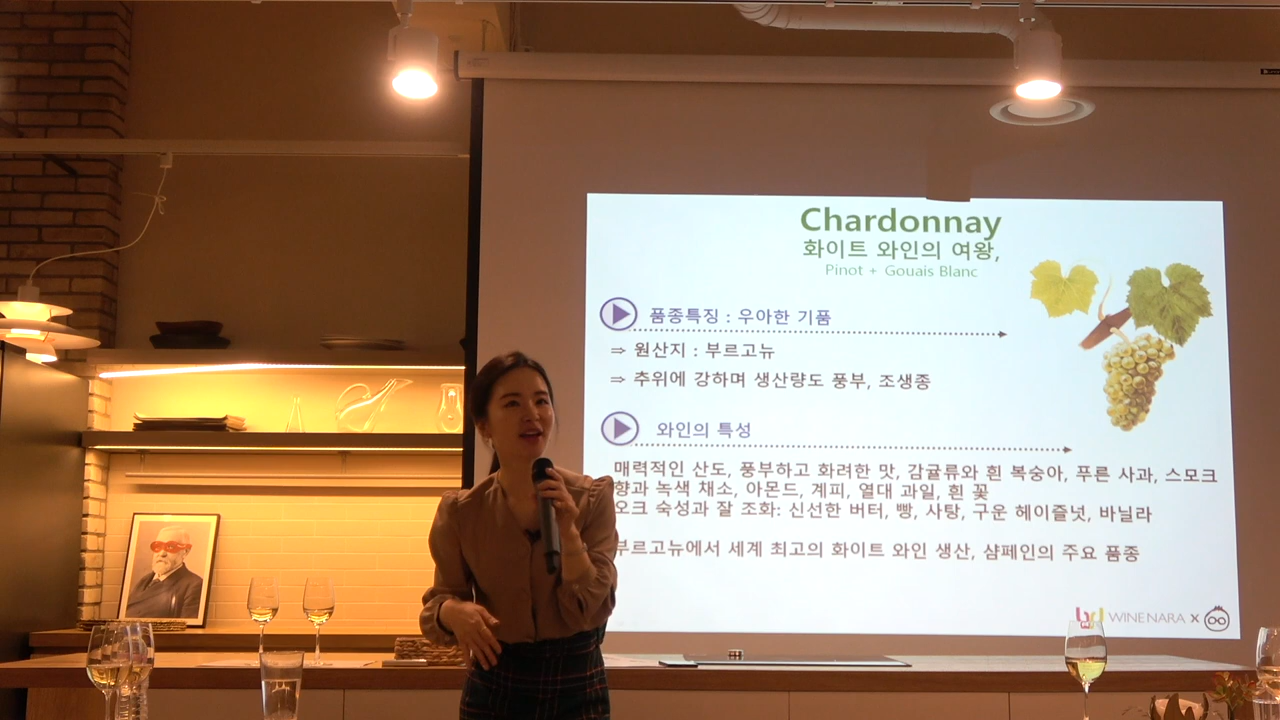 Chardonnay
화이트 와인의 여왕,
Pinot + Gouais Blanc
품종특징 : 우아한 기품
⇒ 원산지 : 부르고뉴
⇒ 추위에 강하며 생산량도 풍부, 조생종
와인의 특성
매력적인 산도, 풍부하고 화려한 맛, 감귤류와 흰 복숭아, 푸른 사과, 스모크
향과 녹색 채소, 아몬드, 계피, 열대 과일, 흰 꽃
오크 숙성과 잘 조화: 신선한 버터, 빵, 사탕, 구운 헤이즐넛, 바닐라
부르고뉴에서 세계 최고의 화이트 와인 생산, 샴페인의 주요 품종
WINENARA x